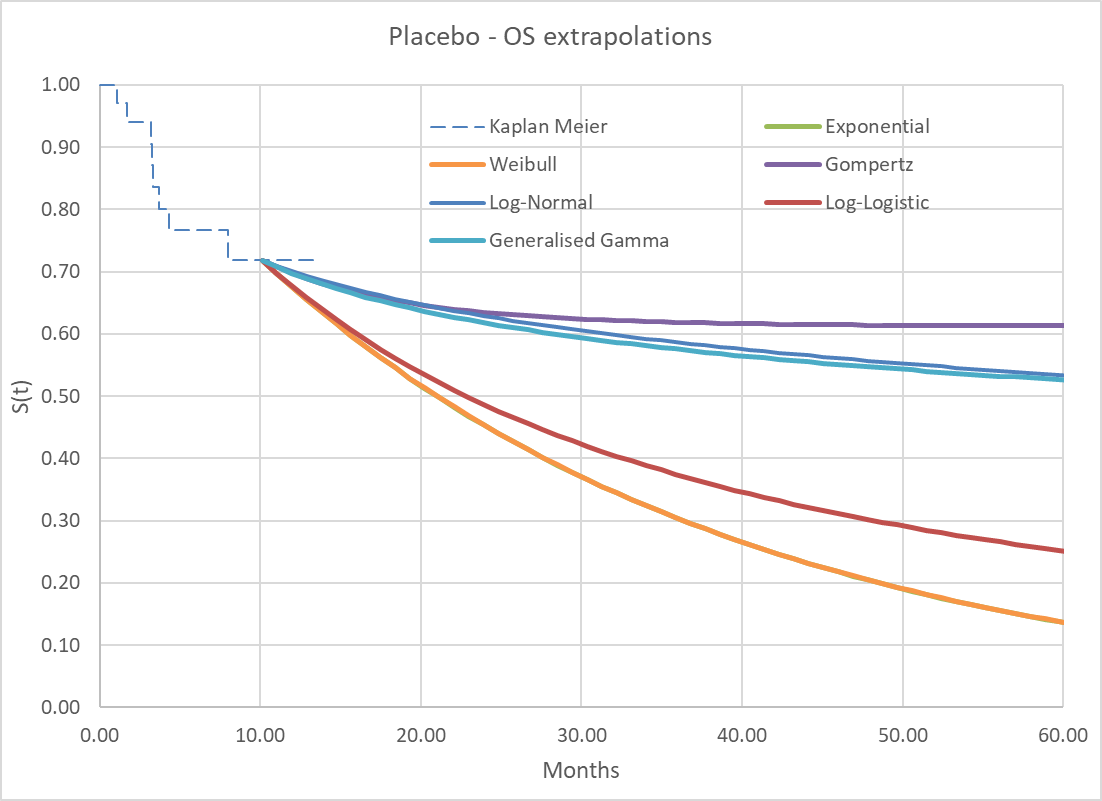 Placebo - OS extrapolations
1.00
0.90
0.80
0.70
0.60
0.50
0.40
0.30
0.20
0.10
0.00
S(t)
Kaplan Meier
Exponential
Weibull
Gompertz
Log-Normal
Log-Logistic
Generalised Gamma
0.00 10.00 20.00 30.00 40.00 50.00 60.00
Months